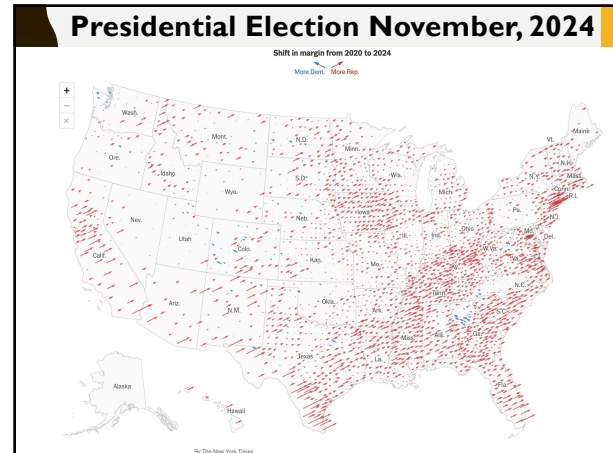 Presidential Election November, 2024
Shift in margin from 2020 to 2024
More Dem. More Rep.
+
−
×
Wash.
Mont.
N.D.
Minn.
Vt.
Maine
Ore.
Idaho
S.D.
Wis.
Mich.
N.Y.
N.H.
Mass.
Conn.
R.I.
Wyo.
Iowa
Pa.
N.J.
Nev.
Utah
Neb.
Ill.
Ind.
Ohio
Md.
Del.
Calif.
Colo.
Kan.
Mo.
Ky.
W.Va.
Va.
Ariz.
N.M.
Okla.
Ark.
Tenn.
N.C.
S.C.
Texas
La.
Miss.
Ala.
Ga.
Fla.
Alaska
Hawaii
By The New York Times